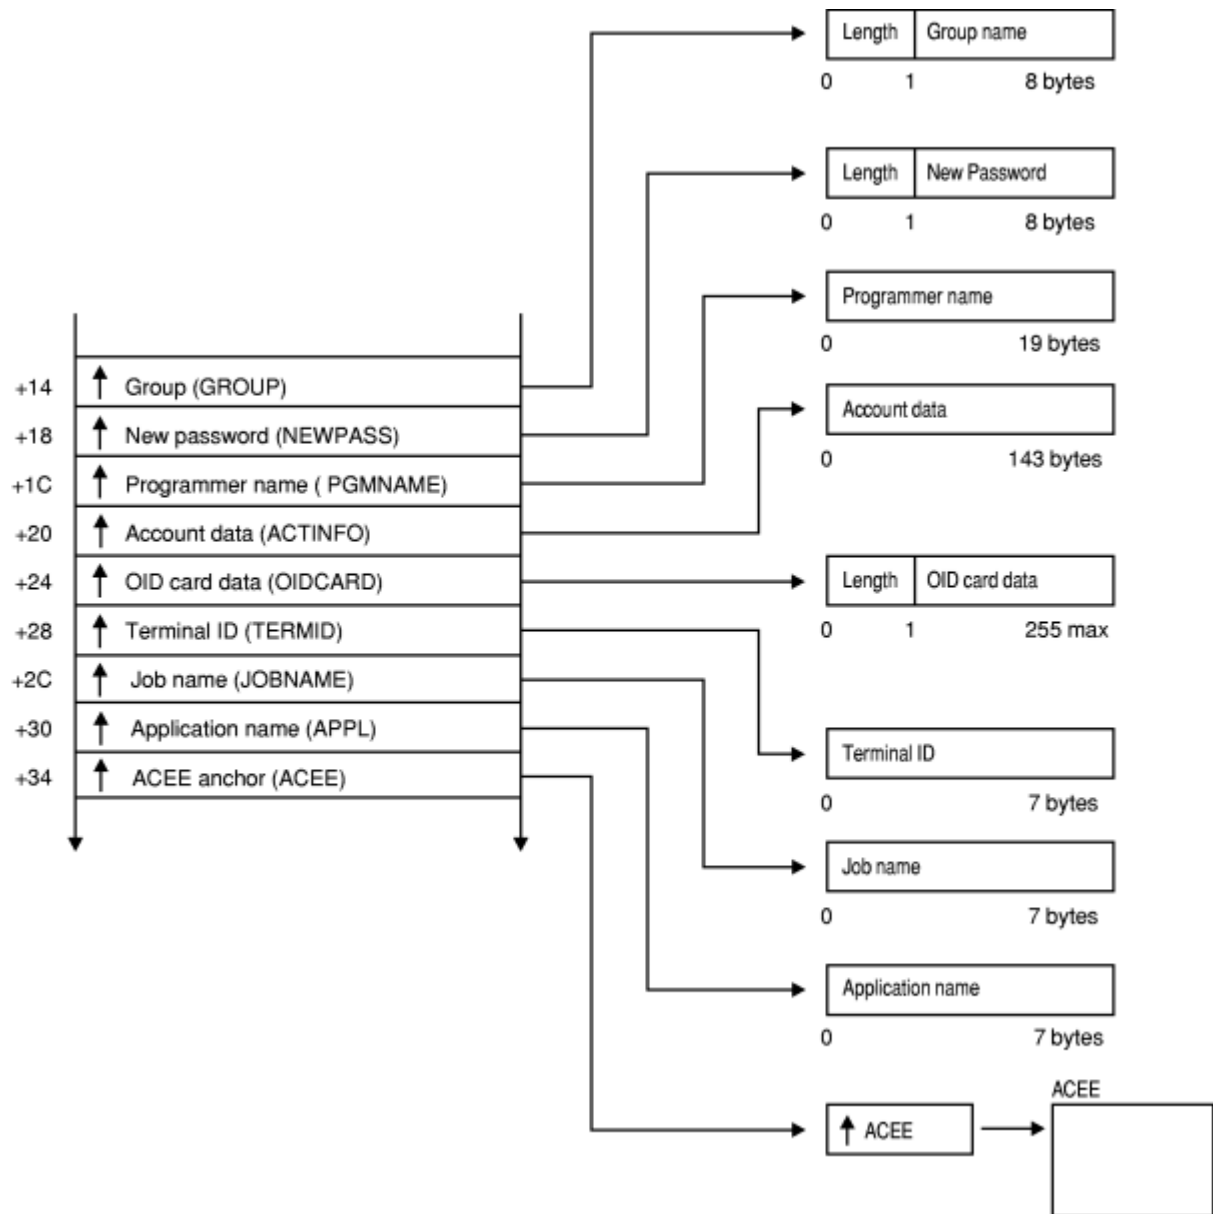 Length Group name
0 1 8 bytes
Length New Password
0 1 8 bytes
Programmer name
0 19 bytes
+14 Group (GROUP)
Account data
+18 New password (NEWPASS)
0 143 bytes
+1C Programmer name ( PGMNAME)
+20 Account data (ACTINFO)
+24 OID card data (OIDCARD)
Length OID card data
+28 Terminal ID (TERMID)
0 1 255 max
+2C Job name (JOBNAME)
+30 Application name (APPL)
Terminal ID
+34 ACEE anchor (ACEE)
0 7 bytes
Job name
0 7 bytes
Application name
0 7 bytes
ACEE
ACEE